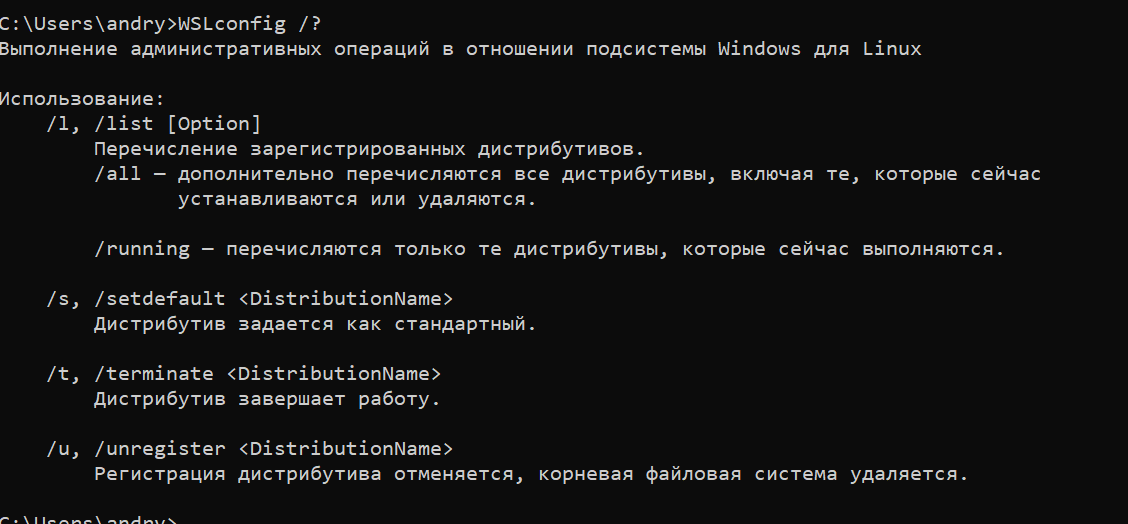 C:\Users\andry>WSLconfig /?
Выполнение административных операций в отношении подсистемы Windows для Linux
Использование:
/l, /list [Option]
Перечисление зарегистрированных дистрибутивов.
/all — дополнительно перечисляются все дистрибутивы, включая те, которые сейчас
устанавливаются или удаляются.
/running — перечисляются только те дистрибутивы, которые сейчас выполняются.
/s, /setdefault <DistributionName>
Дистрибутив задается как стандартный.
/t, /terminate <DistributionName>
Дистрибутив завершает работу.
/u, /unregister <DistributionName>
Регистрация дистрибутива отменяется, корневая файловая система удаляется.
C:\Users\andry>